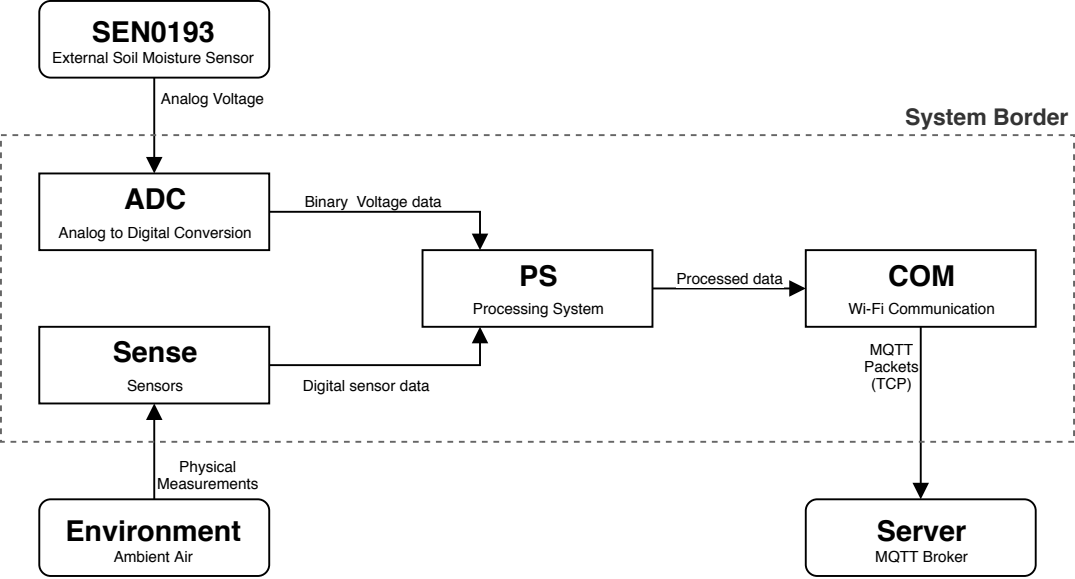 SEN0193
External Soil Moisture Sensor
Analog Voltage
System Border
ADC
Analog to Digital Conversion
Binary  Voltage data
PS
Processing System
Processed data
COM
Wi-Fi Communication
Sense
Sensors
Digital sensor data
MQTT
Packets
(TCP)
Physical
Measurements
Environment
Ambient Air
Server
MQTT Broker